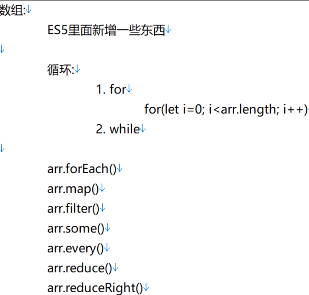 数组:↓
ES5里面新增一些东西↓
↓
循环:↓
1. for↓
for(let i=0; i<arr.length; i++)
2. while↓
↓
arr.forEach()↓
arr.map()↓
arr.filter()↓
arr.some()↓
arr.every()↓
arr.reduce()↓
arr.reduceRight()↓